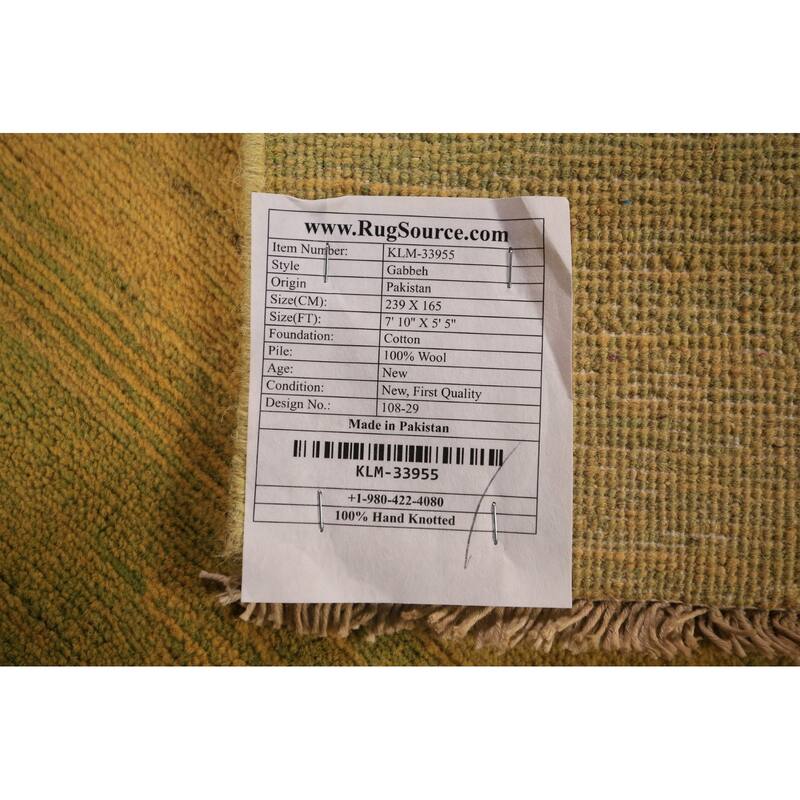 www.RugSource.com
Item Number: KLM-33955
Style Gabbeh
Origin Pakistan
Size(CM): 239 X 165
Size(FT): 7' 10" X 5' 5"
Foundation: Cotton
Pile: 100% Wool
Age: New
Condition: New, First Quality
Design No.: 108-29
Made in Pakistan
KLM-33955
+1-980-422-4080
100% Hand Knotted